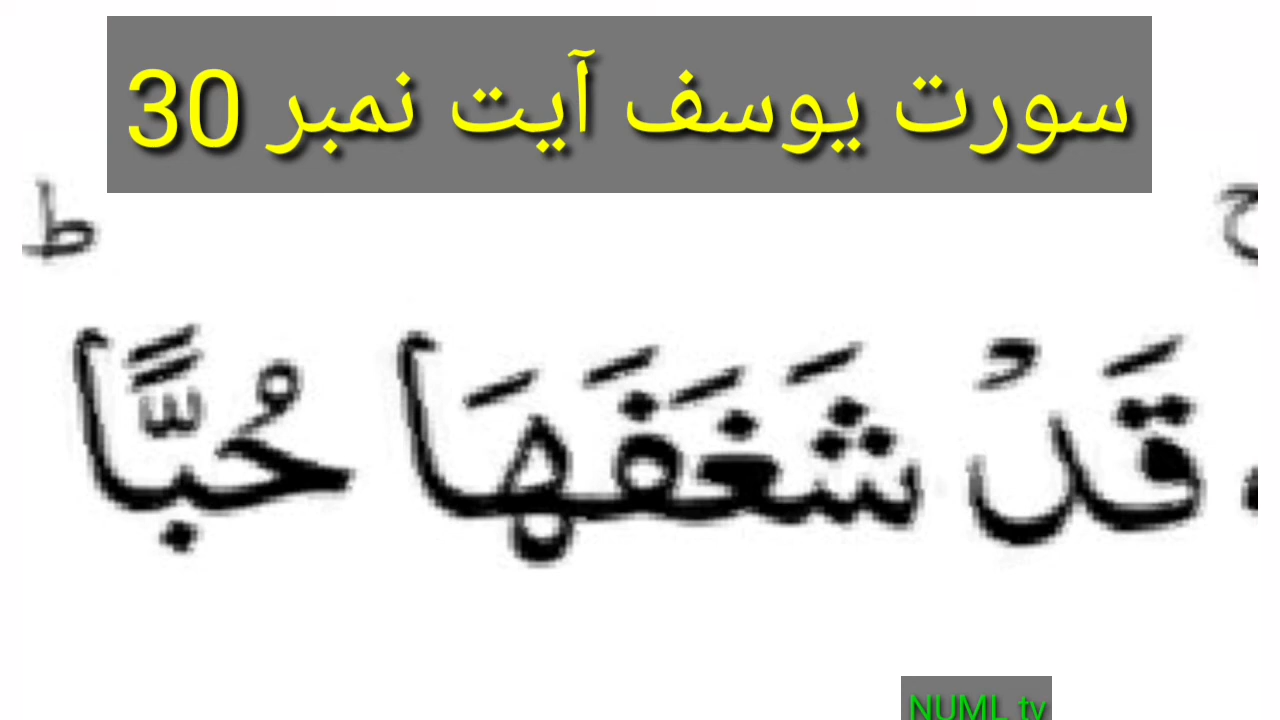 سورت یوسف آیت نمبر 30
ط
ج
قَدْ شَغَفَهَا حُبًّا
NUML tv